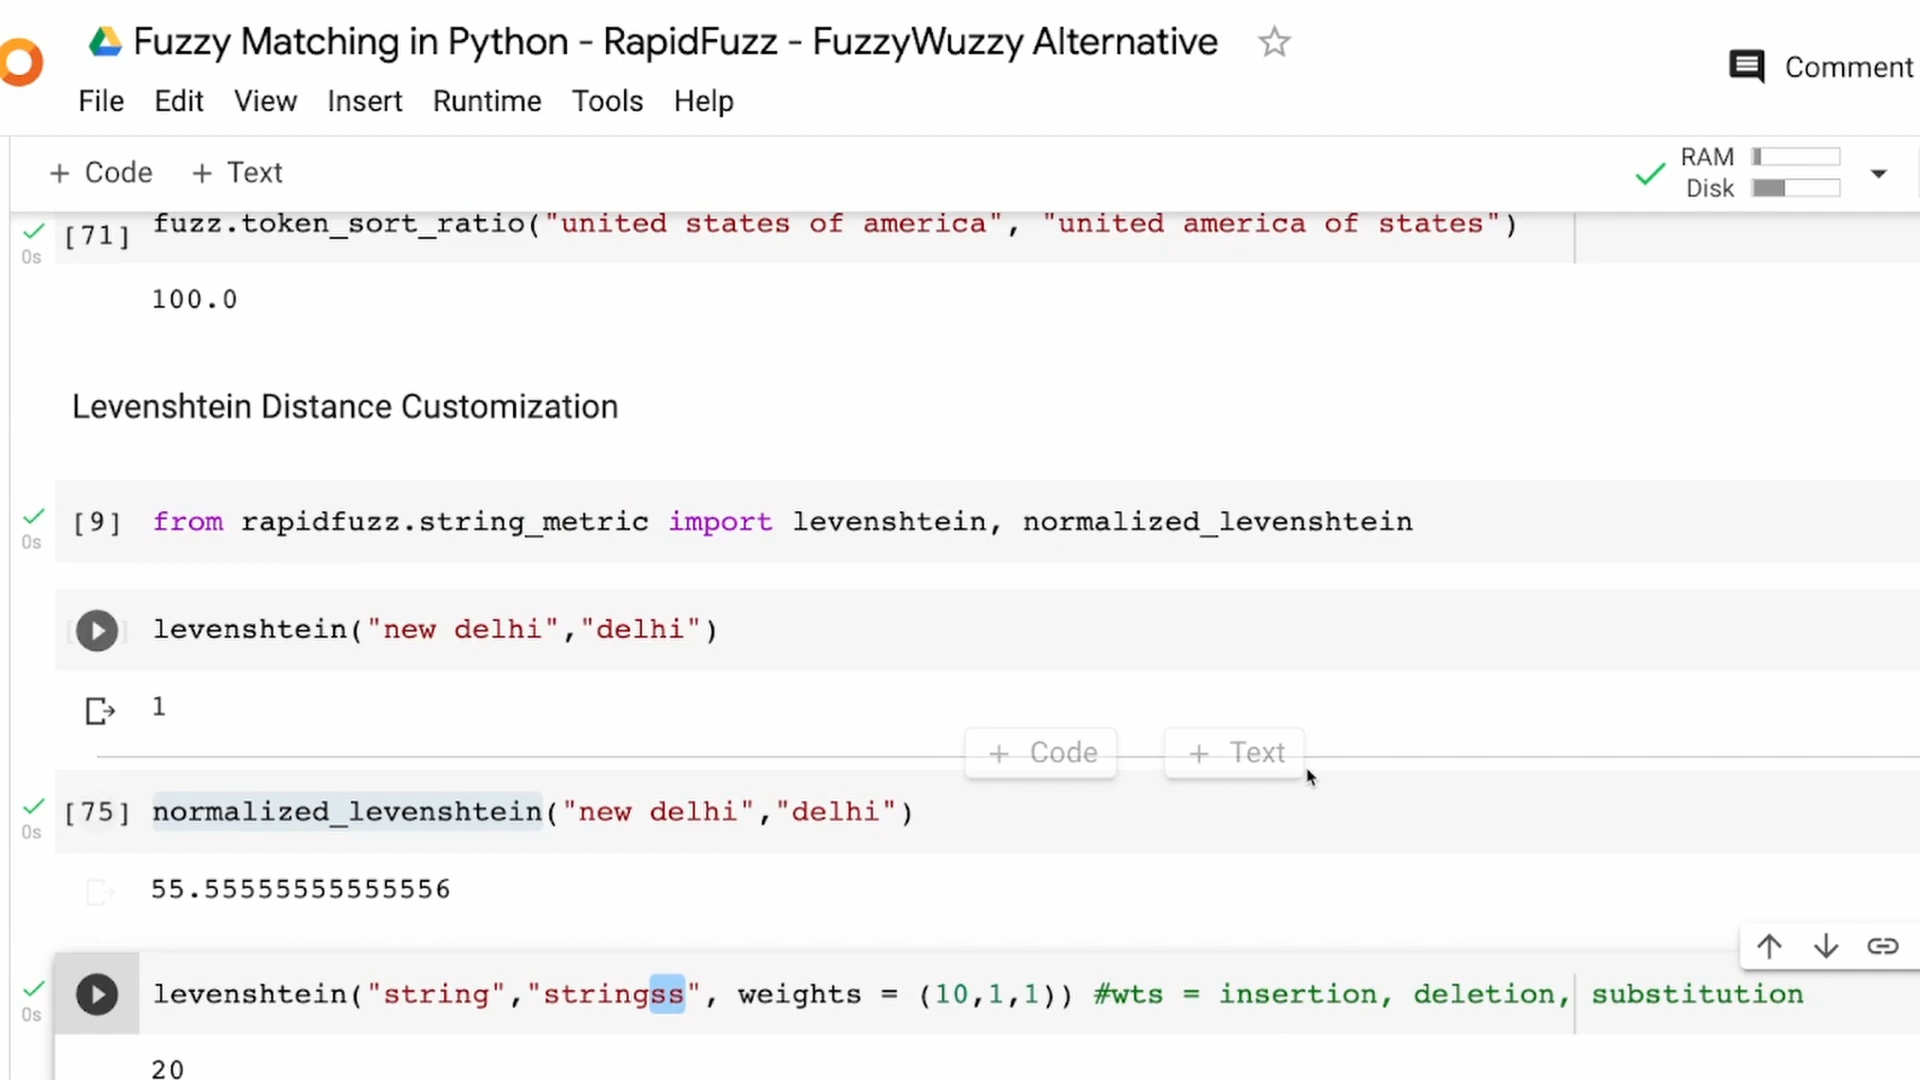 Fuzzy Matching in Python - RapidFuzz - FuzzyWuzzy Alternative
Comment
File Edit View Insert Runtime Tools Help
+ Code + Text
RAM
Disk
[71] fuzz.token_sort_ratio("united states of america", "united america of states")
0s
100.0
Levenshtein Distance Customization
[9] from rapidfuzz.string_metric import levenshtein, normalized_levenshtein
0s
levenshtein("new delhi","delhi")
1
+ Code + Text
[75] normalized_levenshtein("new delhi","delhi")
0s
55.55555555555556
levenshtein("string","stringss", weights = (10,1,1)) #wts = insertion, deletion, substitution
0s
20